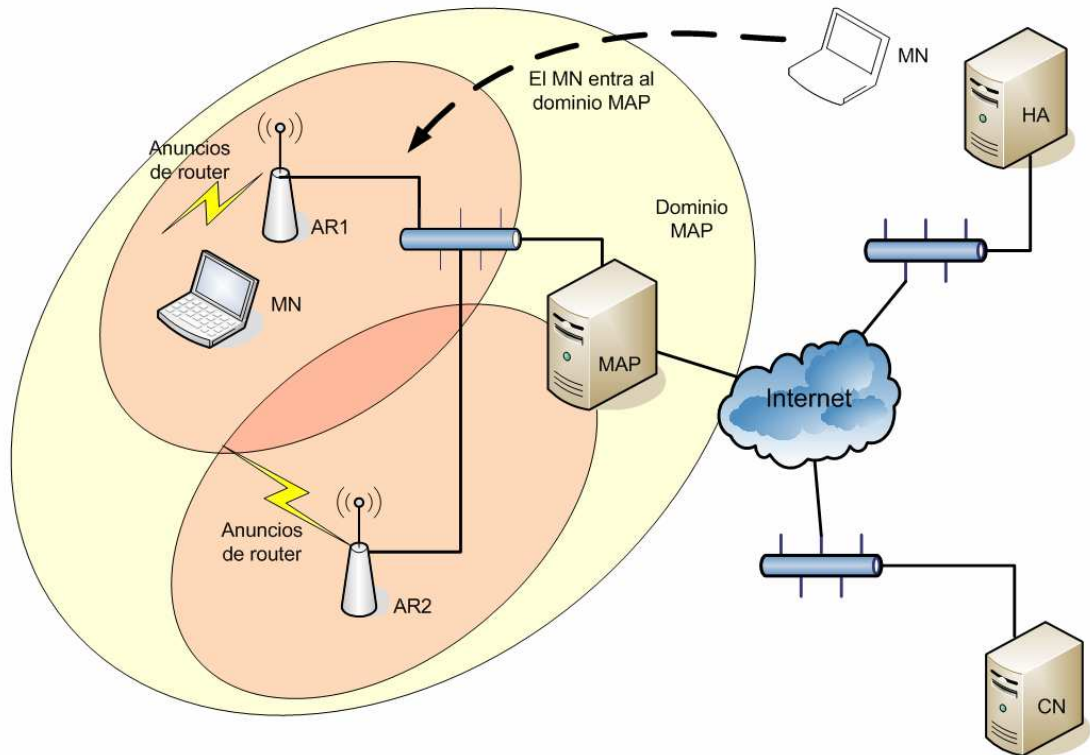 MN
HA
El MN entra al
dominio MAP
Anuncios
de router
AR1
Dominio
MAP
MN
MAP
Internet
Anuncios
de router
AR2
CN